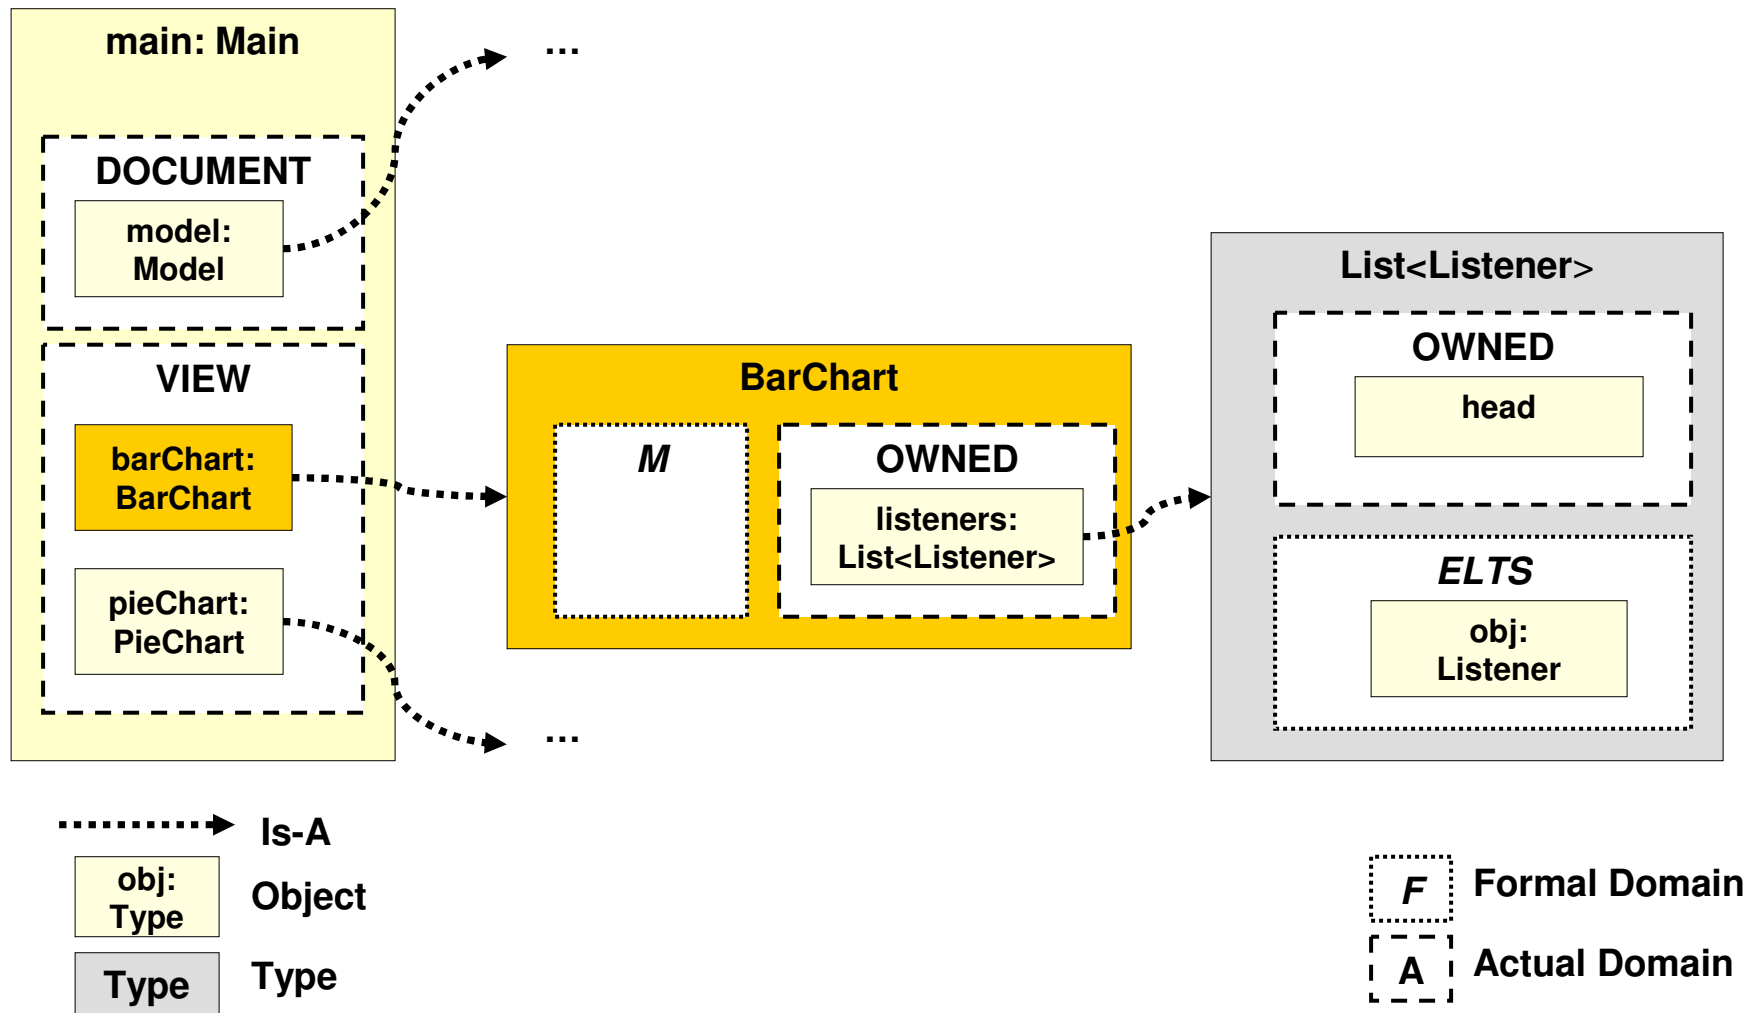 main: Main
...
DOCUMENT
model:
Model
VIEW
barChart:
BarChart
pieChart:
PieChart
...
BarChart
M
OWNED
listeners:
List<Listener>
List<Listener>
OWNED
head
ELTS
obj:
Listener
Is-A
obj:
Type
Object
Type
Type
F
Formal Domain
A
Actual Domain